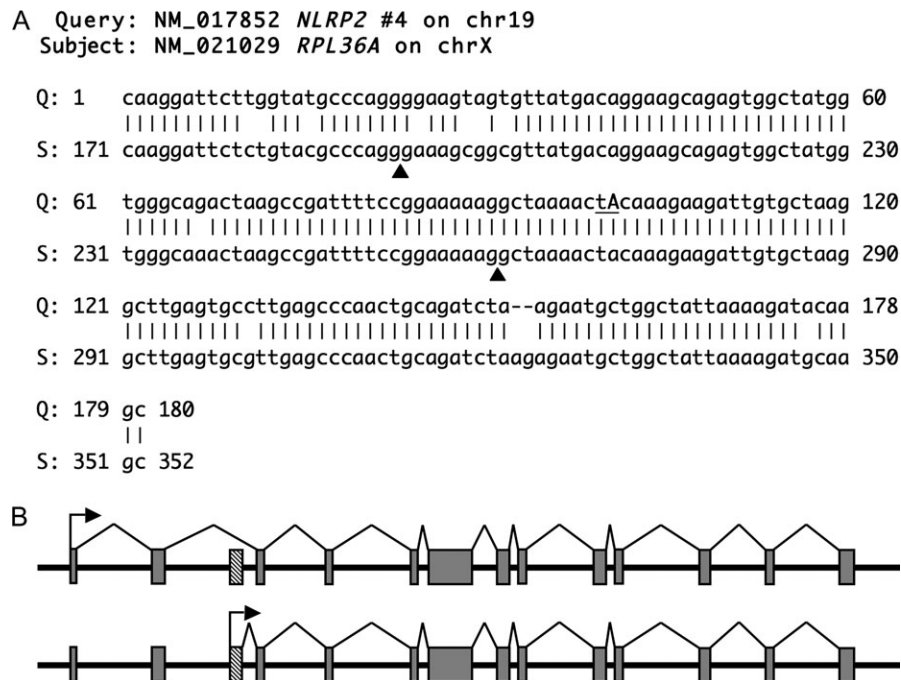 A Query: NM_017852 NLRP2 #4 on chr19
Subject: NM_021029 RPL36A on chrX
Q: 1 caaggattcttggtatgcccaggggaagtagtgttatgacaggaagcagagtggctatgg 60
S: 171 caaggattctctgtacgcccagggaaagcggcgttatgacaggaagcagagtggctatgg 230
Q: 61 tgggcagactaagccgattttccggaaaaaggctaaaactAcaaagaagattgtgctaag 120
S: 231 tgggcaaactaagccgattttccggaaaaaggctaaaactacaaagaagattgtgctaag 290
Q: 121 gcttgagtgccttgagcccaactgcagatcta--agaatgctggctattaaaagatacaa 178
S: 291 gcttgagtgcgttgagcccaactgcagatctaagagaatgctggctattaaaagatgcaa 350
Q: 179 gc 180
S: 351 gc 352
B